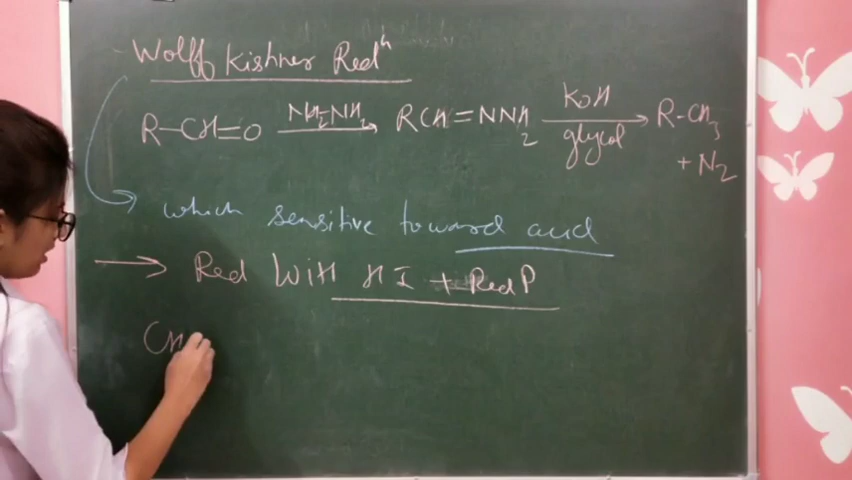 Wolff Kishner Redⁿ
R-CH=O NH₂NH₂ → RCH=NNH₂ KOH glycol → R-CH₃ + N₂
which sensitive toward acid
→ Red With HI + Red P
CH